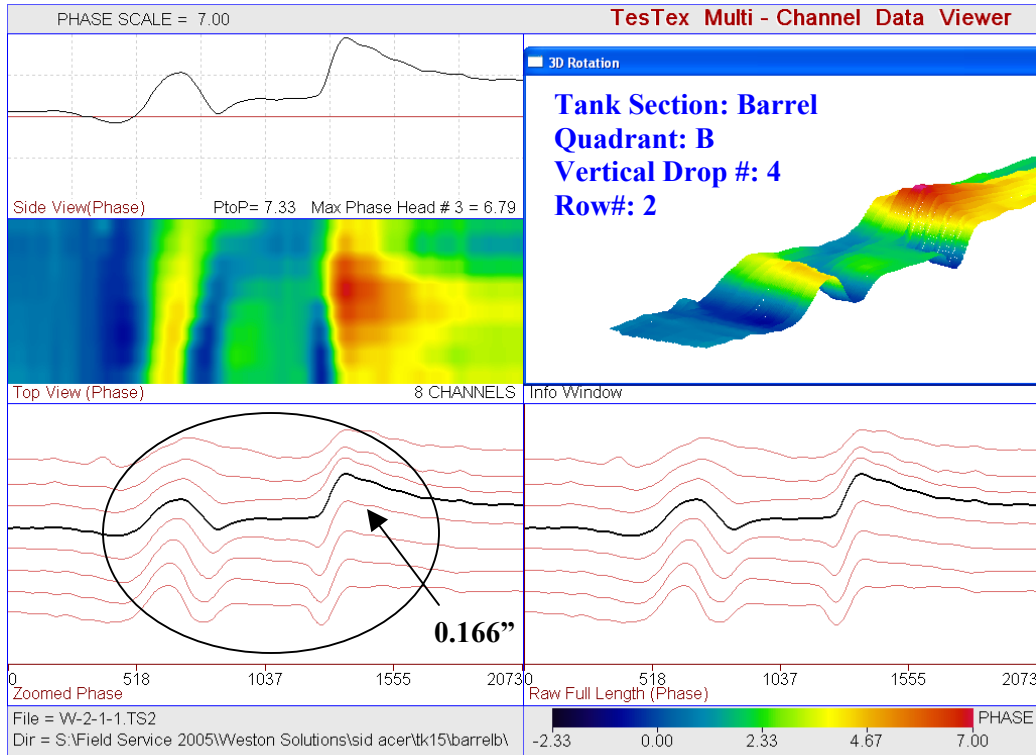 PHASE SCALE = 7.00
TesTex Multi - Channel Data Viewer
3D Rotation
Tank Section: Barrel
Quadrant: B
Vertical Drop #: 4
Row#: 2
Side View(Phase) PtoP= 7.33 Max Phase Head # 3 = 6.79
Top View (Phase) 8 CHANNELS
Info Window
0.166”
0 518 1037 1555 2073
Zoomed Phase
0 518 1037 1555 2073
Raw Full Length (Phase)
File = W-2-1-1.TS2
Dir = S:\Field Service 2005\Weston Solutions\sid acer\tk15\barrelb\
PHASE
-2.33 0.00 2.33 4.67 7.00